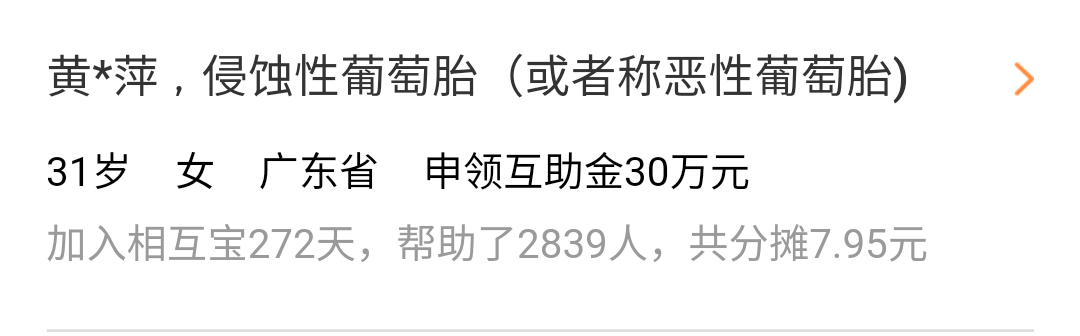 黄*萍，侵蚀性葡萄胎（或者称恶性葡萄胎)
31岁 女 广东省 申领互助金30万元
加入相互宝272天，帮助了2839人，共分摊7.95元